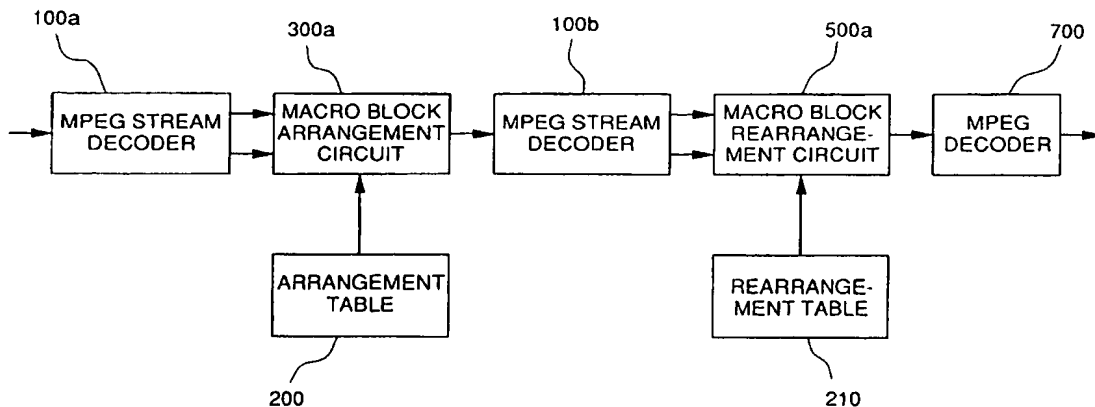 100a
300a
100b
500a
700
MPEG STREAM
DECODER
MACRO BLOCK
ARRANGEMENT
CIRCUIT
MPEG STREAM
DECODER
MACRO BLOCK
REARRANGE-
MENT CIRCUIT
MPEG
DECODER
ARRANGEMENT
TABLE
REARRANGE-
MENT TABLE
200
210